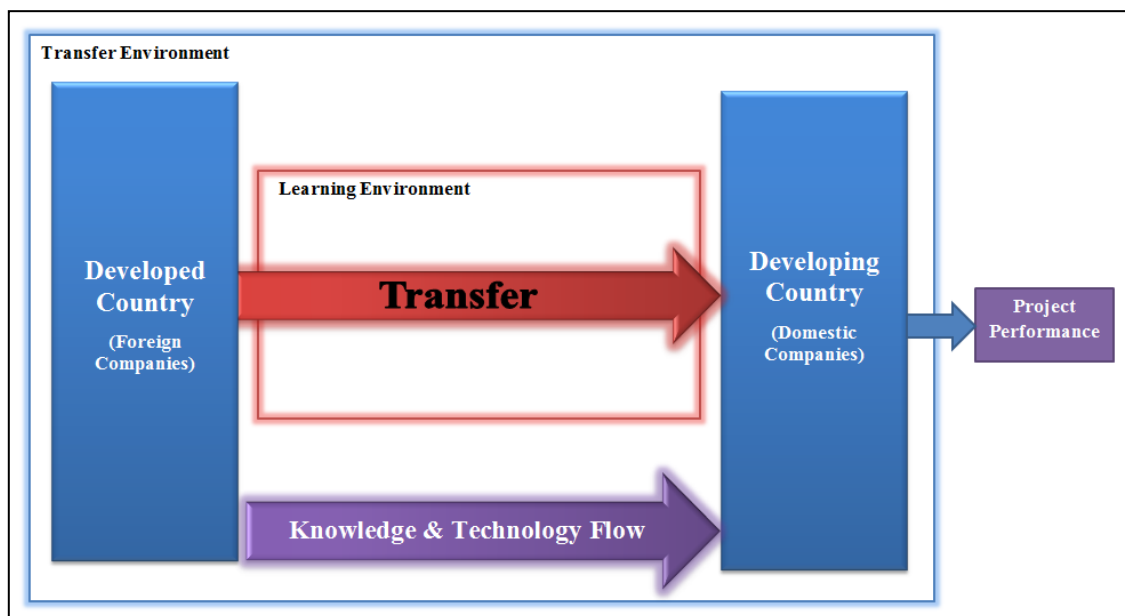 Transfer Environment
Learning Environment
Developed
Country
(Foreign
Companies)
Transfer
Developing
Country
(Domestic
Companies)
Project
Performance
Knowledge & Technology Flow